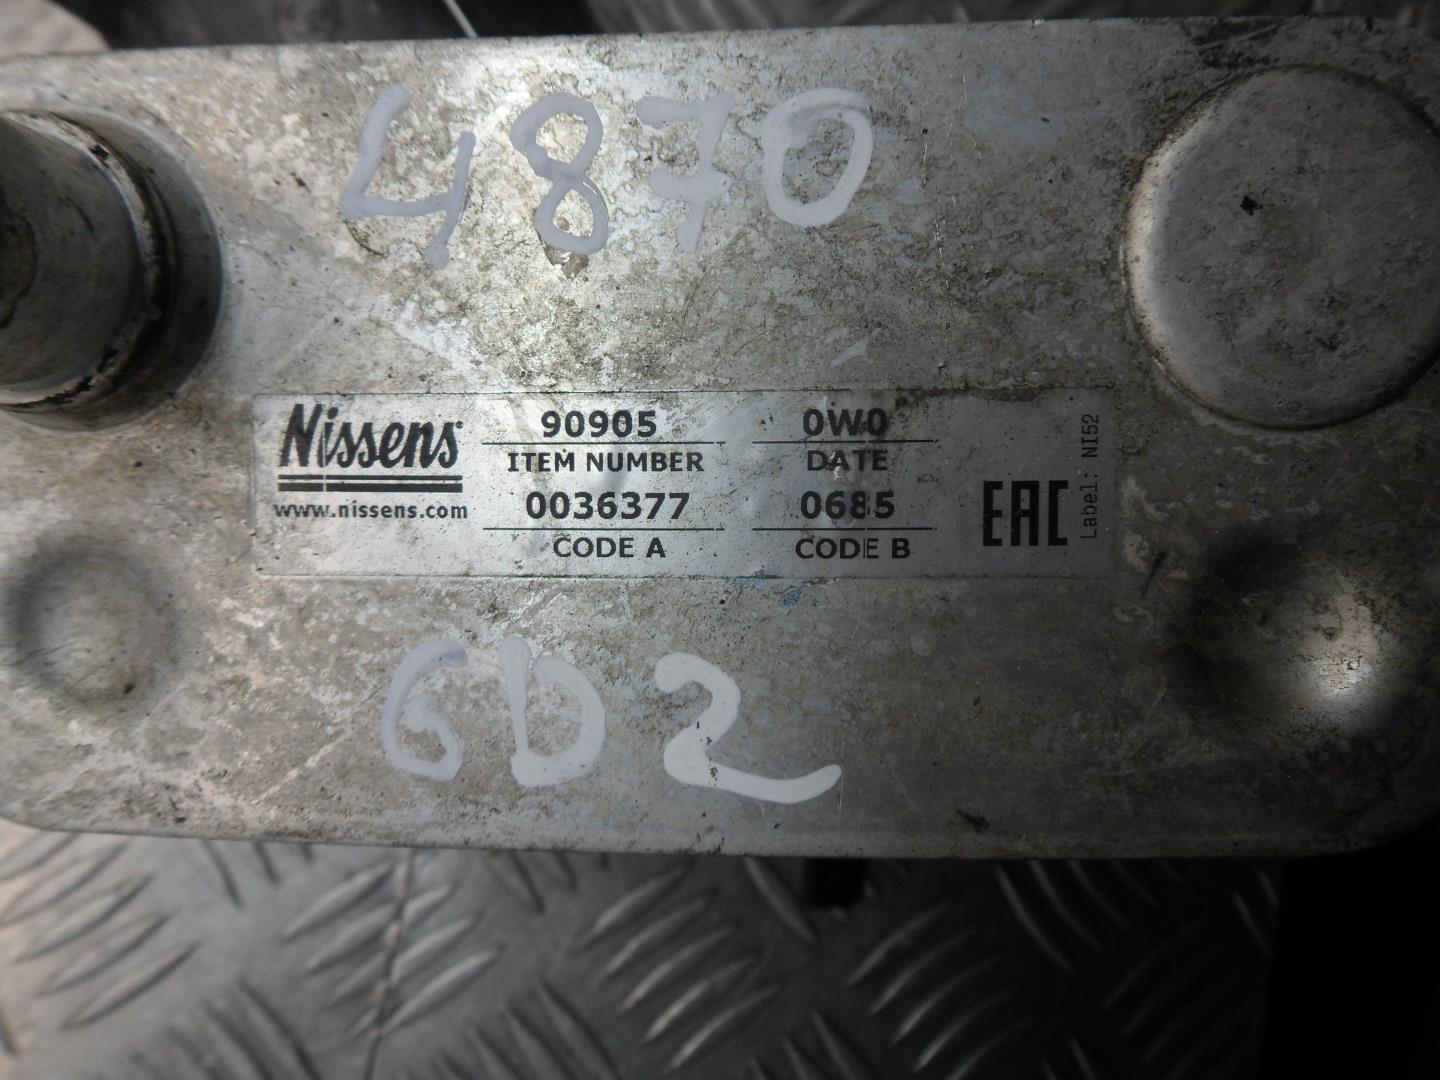 4870
Nissens
www.nissens.com
90905
ITEM NUMBER
0036377
CODE A
0W0
DATE
0685
CODE B
EAC
Label: NI52
6D2